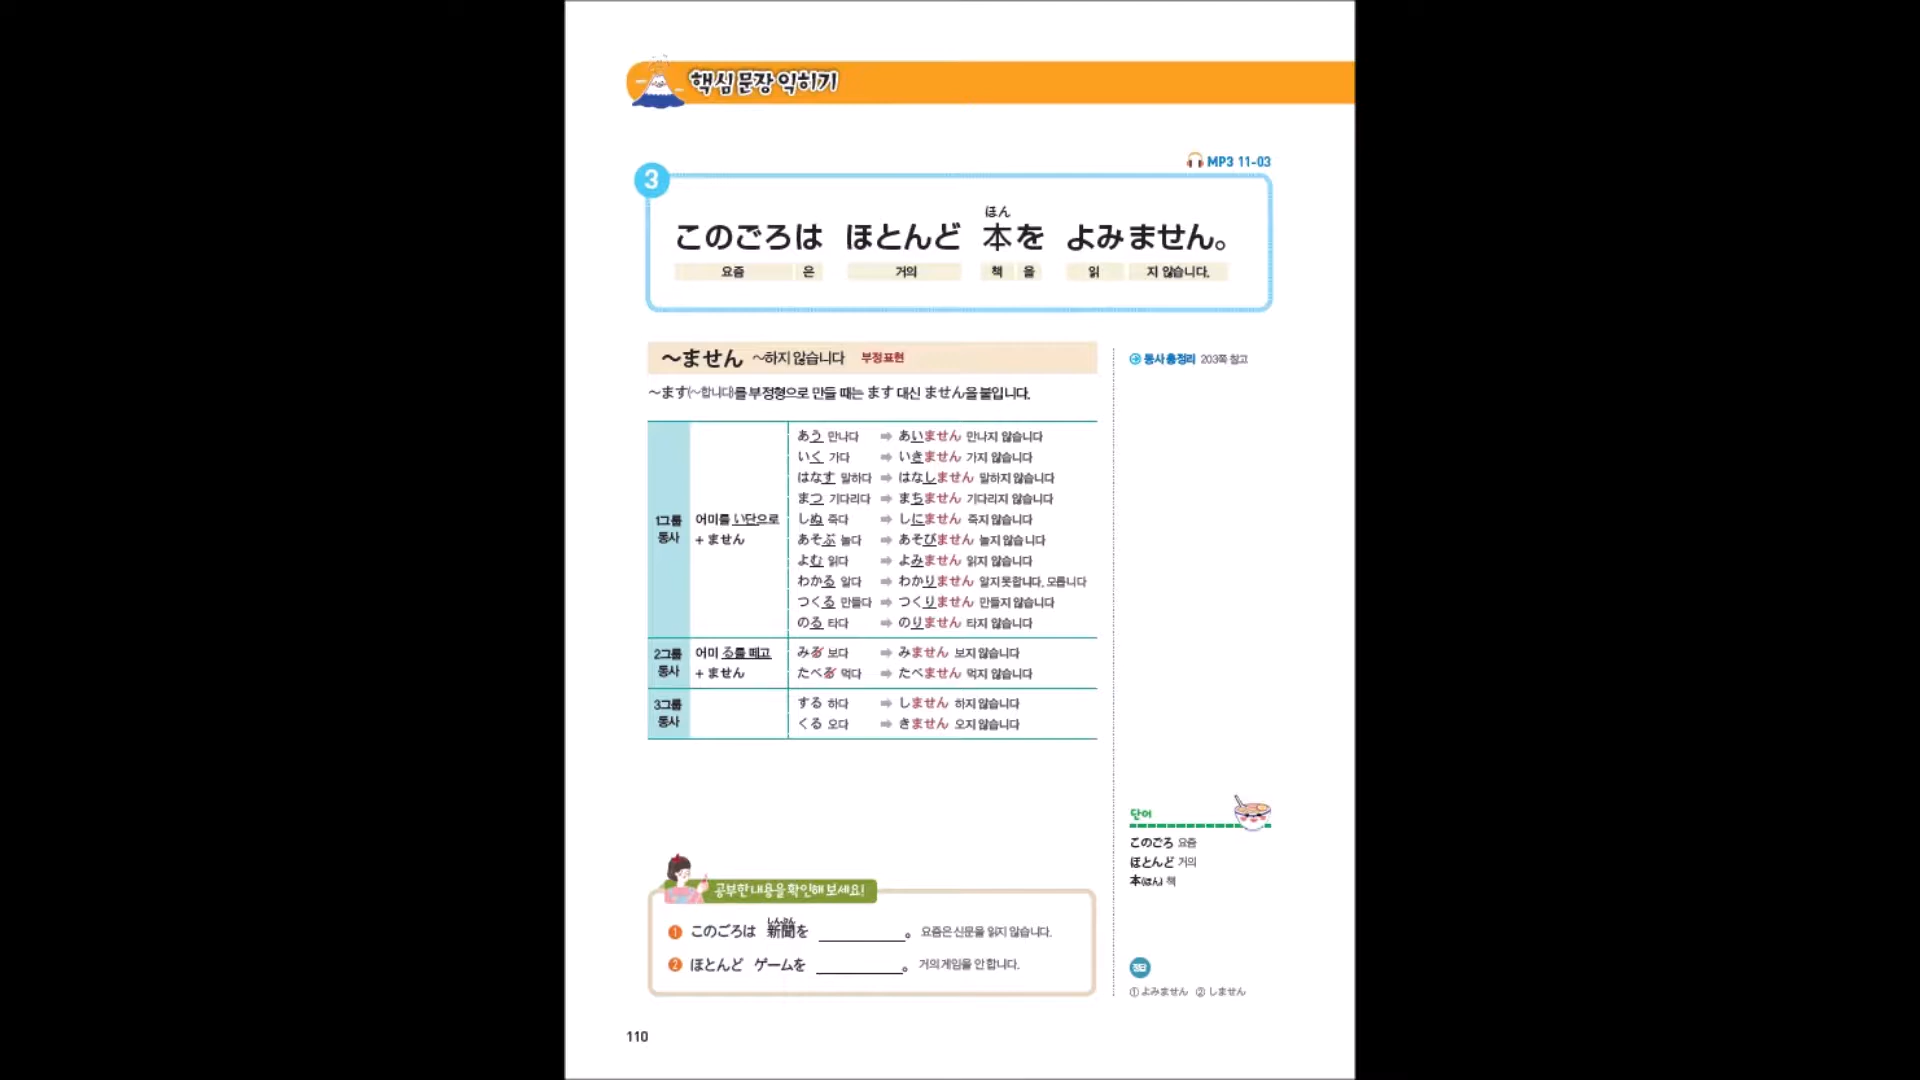 핵심 문장 익히기
MP3 11-03
3
ほん
このごろは ほとんど 本を よみません。
요즘 은 거의 책 을 읽 지 않습니다.
~ません ~하지 않습니다 부정표현
동사 총정리 203쪽 참고
~ます(~합니다)를 부정형으로 만들 때는 ます 대신 ません을 붙입니다.
1그룹 동사
어미를 い단으로 + ません
あう 만나다 ➡ あいません 만나지 않습니다
いく 가다 ➡ いきません 가지 않습니다
はなす 말하다 ➡ はなしません 말하지 않습니다
まつ 기다리다 ➡ まちません 기다리지 않습니다
しぬ 죽다 ➡ しにません 죽지 않습니다
あそぶ 놀다 ➡ あそびません 놀지 않습니다
よむ 읽다 ➡ よみません 읽지 않습니다
わかる 알다 ➡ わかりません 알지 못합니다, 모릅니다
つくる 만들다 ➡ つくりません 만들지 않습니다
のる 타다 ➡ のりません 타지 않습니다
2그룹 동사
어미 る를 떼고 + ません
みる 보다 ➡ みません 보지 않습니다
たべる 먹다 ➡ たべません 먹지 않습니다
3그룹 동사
する 하다 ➡ しません 하지 않습니다
くる 오다 ➡ きません 오지 않습니다
단어
このごろ 요즘
ほとんど 거의
本(ほん) 책
공부한 내용을 확인해 보세요!
しんぶん
1 このごろは 新聞を ________。 요즘은 신문을 읽지 않습니다.
2 ほとんど ゲームを ________。 거의 게임을 안 합니다.
정답
① よみません ② しません
110